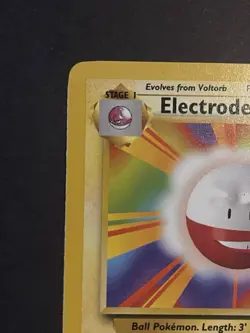 Evolves from Voltorb
STAGE 1
Electrode
Ball Pokémon. Length: 3'